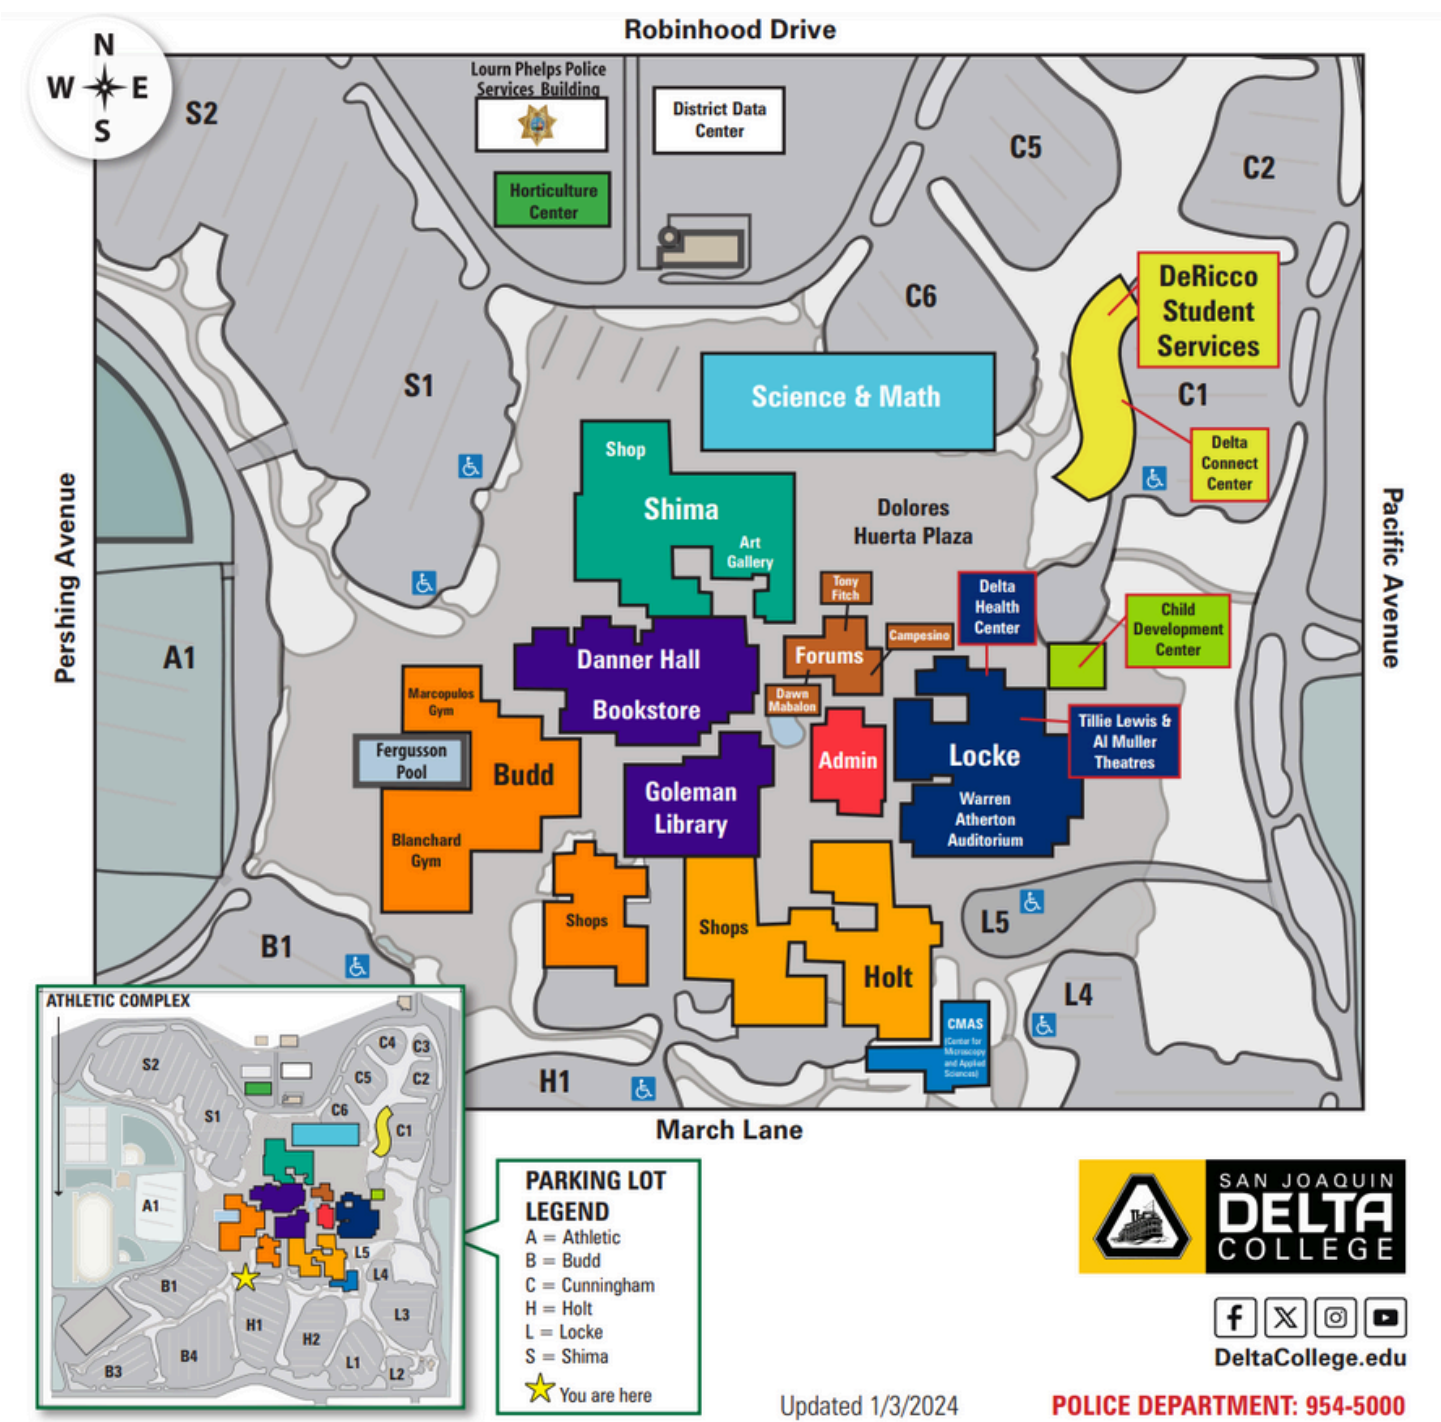 Robinhood Drive
N
W E
S
S2
Lourn Phelps Police
Services Building
District Data
Center
Horticulture
Center
C5
C2
C6
DeRicco
Student
Services
S1
Science & Math
C1
Delta
Connect
Center
Shop
Shima
Art
Gallery
Dolores
Huerta Plaza
Pershing Avenue
Pacific Avenue
A1
Tony
Fitch
Delta
Health
Center
Child
Development
Center
Campesino
Forums
Dawn
Mabalon
Danner Hall
Bookstore
Marcopulos
Gym
Fergusson
Pool
Budd
Blanchard
Gym
Goleman
Library
Admin
Locke
Tillie Lewis &
Al Muller
Theatres
Warren
Atherton
Auditorium
Shops
Shops
Holt
L5
L4
B1
CMAS
(Center for
Microscopy
and Applied
Sciences)
H1
March Lane
ATHLETIC COMPLEX
S2
C4
C3
C5
C2
S1
C6
C1
A1
L5
L4
B1
L3
H1
H2
B4
L1
B3
L2
PARKING LOT
LEGEND
A = Athletic
B = Budd
C = Cunningham
H = Holt
L = Locke
S = Shima
You are here
SAN JOAQUIN
DELTA
COLLEGE
DeltaCollege.edu
Updated 1/3/2024
POLICE DEPARTMENT: 954-5000